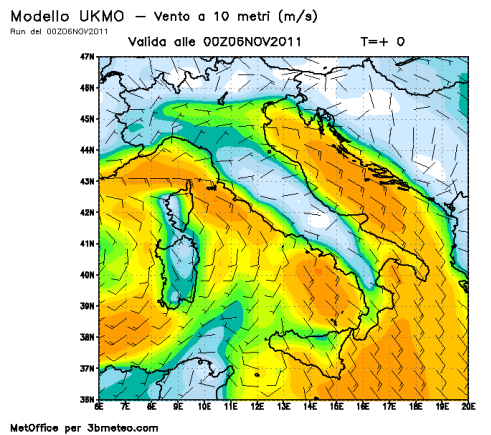 Modello UKMO – Vento a 10 metri (m/s)
Run del 00Z06NOV2011
Valida alle 00Z06NOV2011 T=+ 0
47N
46N
45N
44N
43N
42N
41N
40N
39N
38N
37N
36N
6E 7E 8E 9E 10E 11E 12E 13E 14E 15E 16E 17E 18E 19E 20E
MetOffice per 3bmeteo.com